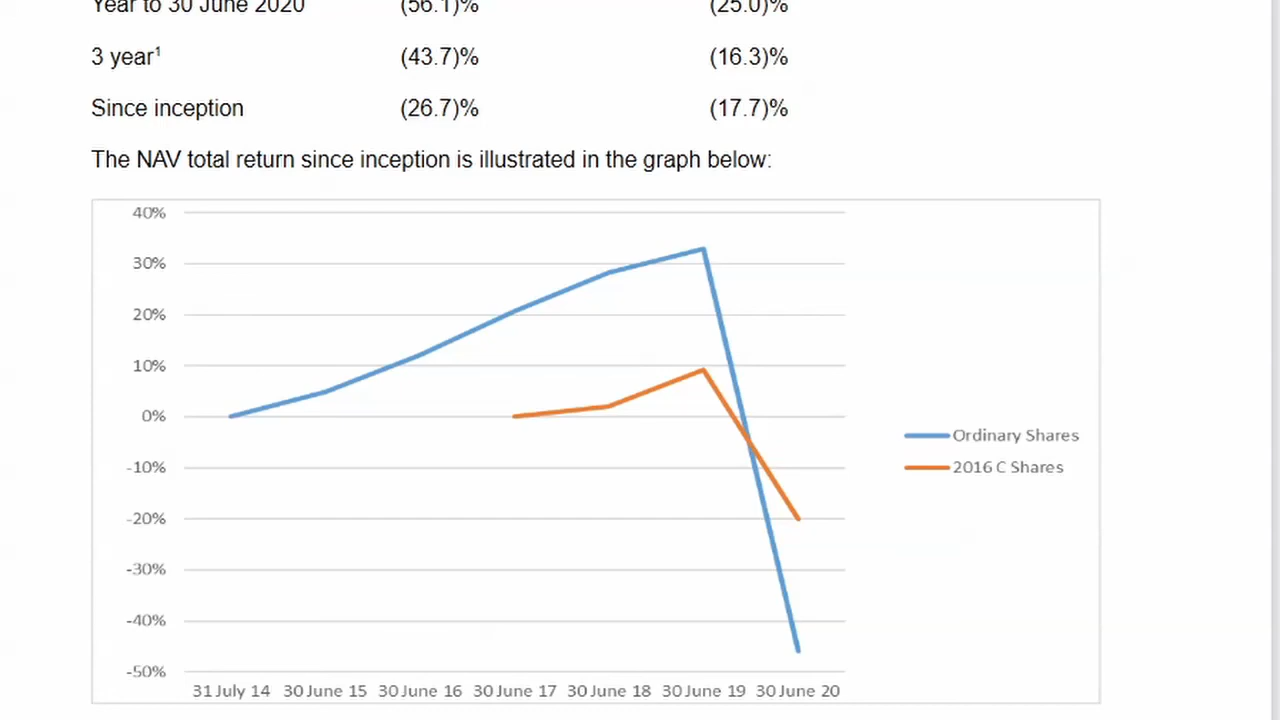 Year to 30 June 2020 (56.1)% (25.0)%
3 year¹ (43.7)% (16.3)%
Since inception (26.7)% (17.7)%
The NAV total return since inception is illustrated in the graph below:
40%
30%
20%
10%
0%
-10%
-20%
-30%
-40%
-50%
31 July 14 30 June 15 30 June 16 30 June 17 30 June 18 30 June 19 30 June 20
Ordinary Shares
2016 C Shares